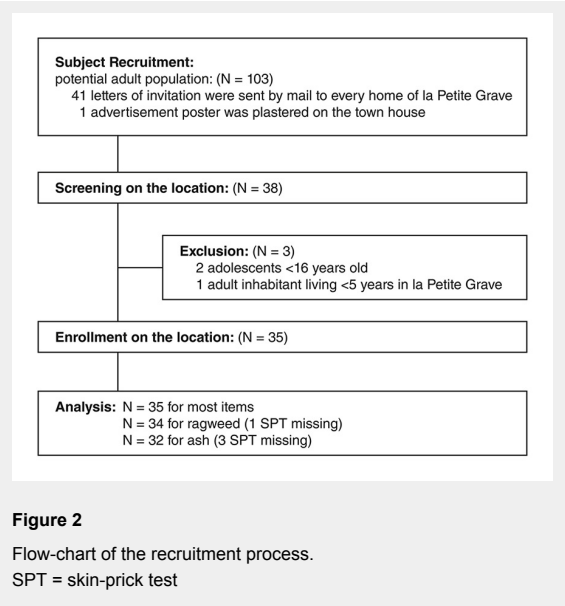 Subject Recruitment:
potential adult population: (N = 103)
41 letters of invitation were sent by mail to every home of la Petite Grave
1 advertisement poster was plastered on the town house
Screening on the location: (N = 38)
Exclusion: (N = 3)
2 adolescents <16 years old
1 adult inhabitant living <5 years in la Petite Grave
Enrollment on the location: (N = 35)
Analysis: N = 35 for most items
N = 34 for ragweed (1 SPT missing)
N = 32 for ash (3 SPT missing)
Figure 2
Flow-chart of the recruitment process.
SPT = skin-prick test